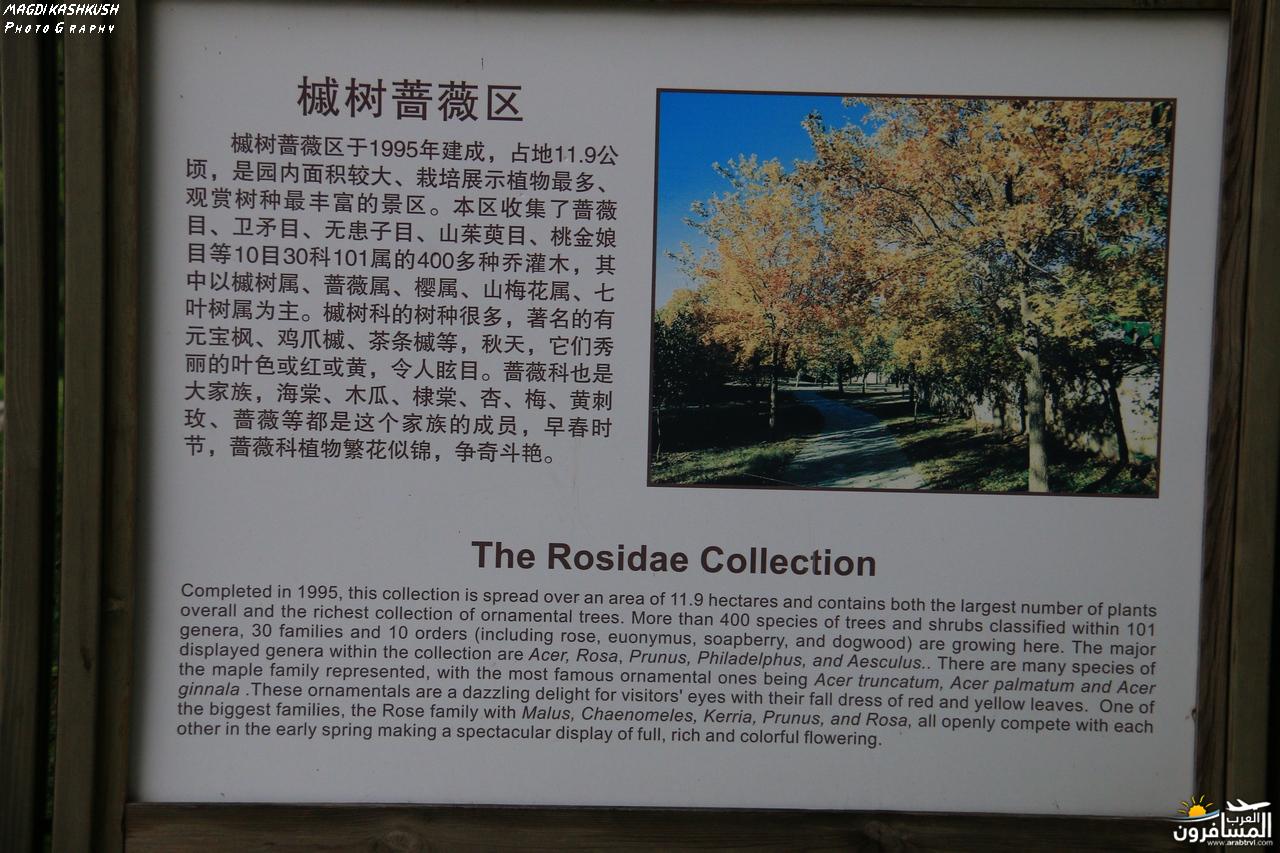 MAGDI KASHKUSH
PHOTOGRAPHY
槭树蔷薇区
槭树蔷薇区于1995年建成，占地11.9公
顷，是园内面积较大、栽培展示植物最多、
观赏树种最丰富的景区。本区收集了蔷薇
目、卫矛目、无患子目、山茱萸目、桃金娘
目等10目30科101属的400多种乔灌木，其
中以槭树属、蔷薇属、樱属、山梅花属、七
叶树属为主。槭树科的树种很多，著名的有
元宝枫、鸡爪槭、茶条槭等，秋天，它们秀
丽的叶色或红或黄，令人眩目。蔷薇科也是
大家族，海棠、木瓜、棣棠、杏、梅、黄刺
玫、蔷薇等都是这个家族的成员，早春时
节，蔷薇科植物繁花似锦，争奇斗艳。
The Rosidae Collection
Completed in 1995, this collection is spread over an area of 11.9 hectares and contains both the largest number of plants
overall and the richest collection of ornamental trees. More than 400 species of trees and shrubs classified within 101
genera, 30 families and 10 orders (including rose, euonymus, soapberry, and dogwood) are growing here. The major
displayed genera within the collection are Acer, Rosa, Prunus, Philadelphus, and Aesculus.. There are many species of
the maple family represented, with the most famous ornamental ones being Acer truncatum, Acer palmatum and Acer
ginnala .These ornamentals are a dazzling delight for visitors' eyes with their fall dress of red and yellow leaves. One of
the biggest families, the Rose family with Malus, Chaenomeles, Kerria, Prunus, and Rosa, all openly compete with each
other in the early spring making a spectacular display of full, rich and colorful flowering.
العرب
المسافرون
www.arabtrvl.com